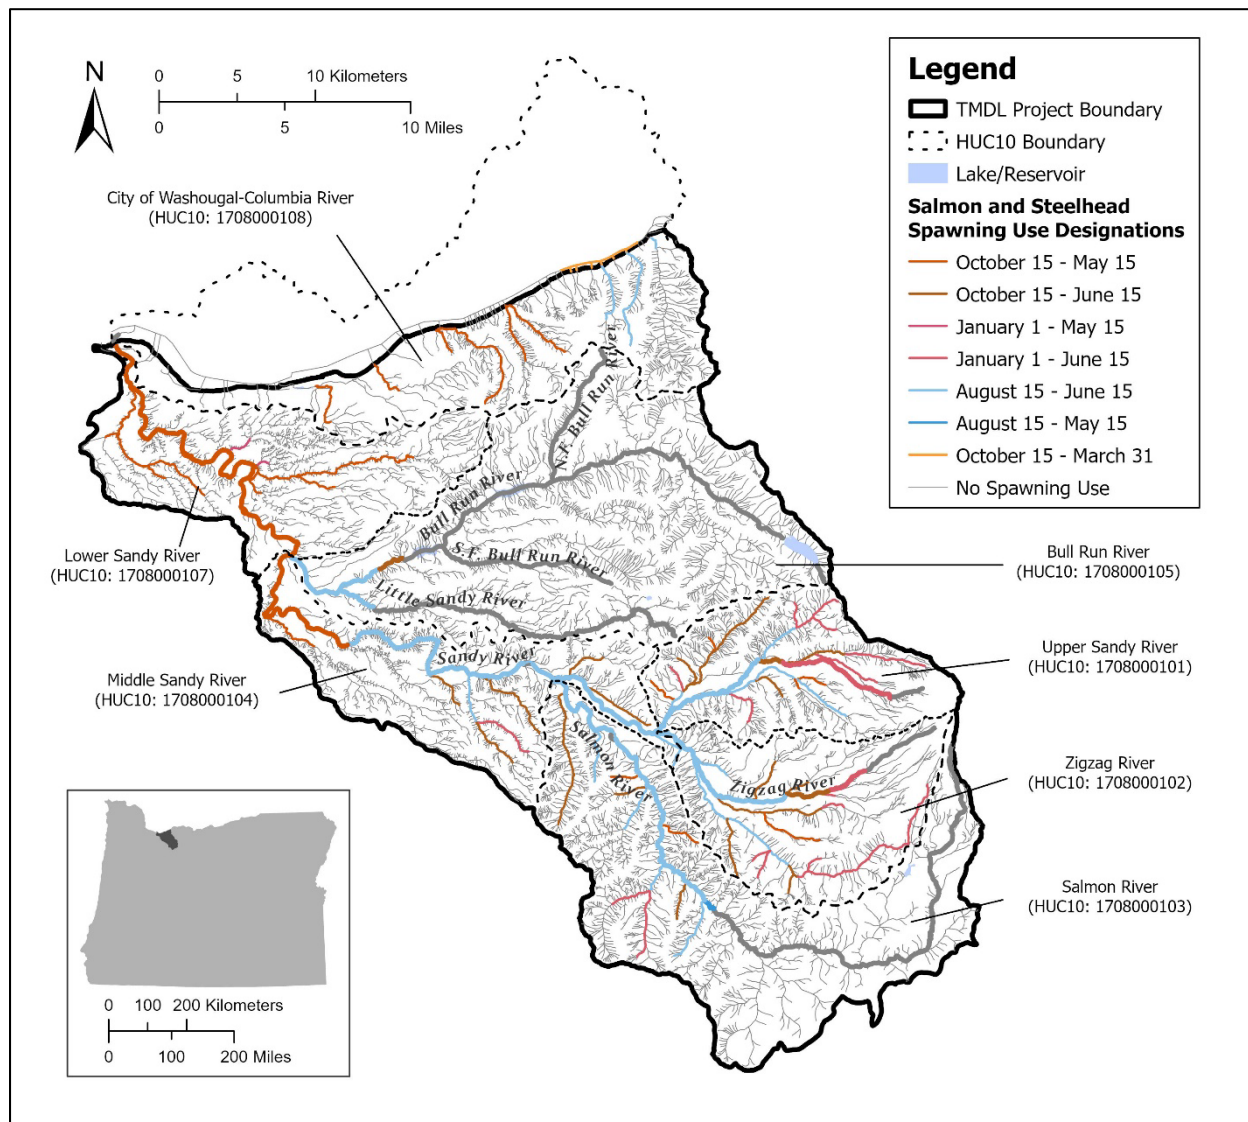 N
0 5 10 Kilometers
0 5 10 Miles
Legend
TMDL Project Boundary
HUC10 Boundary
Lake/Reservoir
Salmon and Steelhead
Spawning Use Designations
October 15 - May 15
October 15 - June 15
January 1 - May 15
January 1 - June 15
August 15 - June 15
August 15 - May 15
October 15 - March 31
No Spawning Use
City of Washougal-Columbia River
(HUC10: 1708000108)
N.F. Bull Run River
Bull Run River
S.F. Bull Run River
Little Sandy River
Lower Sandy River
(HUC10: 1708000107)
Bull Run River
(HUC10: 1708000105)
Sandy River
Upper Sandy River
(HUC10: 1708000101)
Middle Sandy River
(HUC10: 1708000104)
Salmon River
Zigzag River
Zigzag River
(HUC10: 1708000102)
Salmon River
(HUC10: 1708000103)
0 100 200 Kilometers
0 100 200 Miles